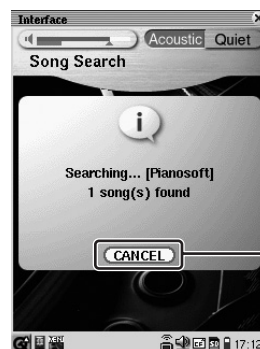 Interface
Acoustic Quiet
Song Search
i
Searching... [Pianosoft]
1 song(s) found
CANCEL
17:12